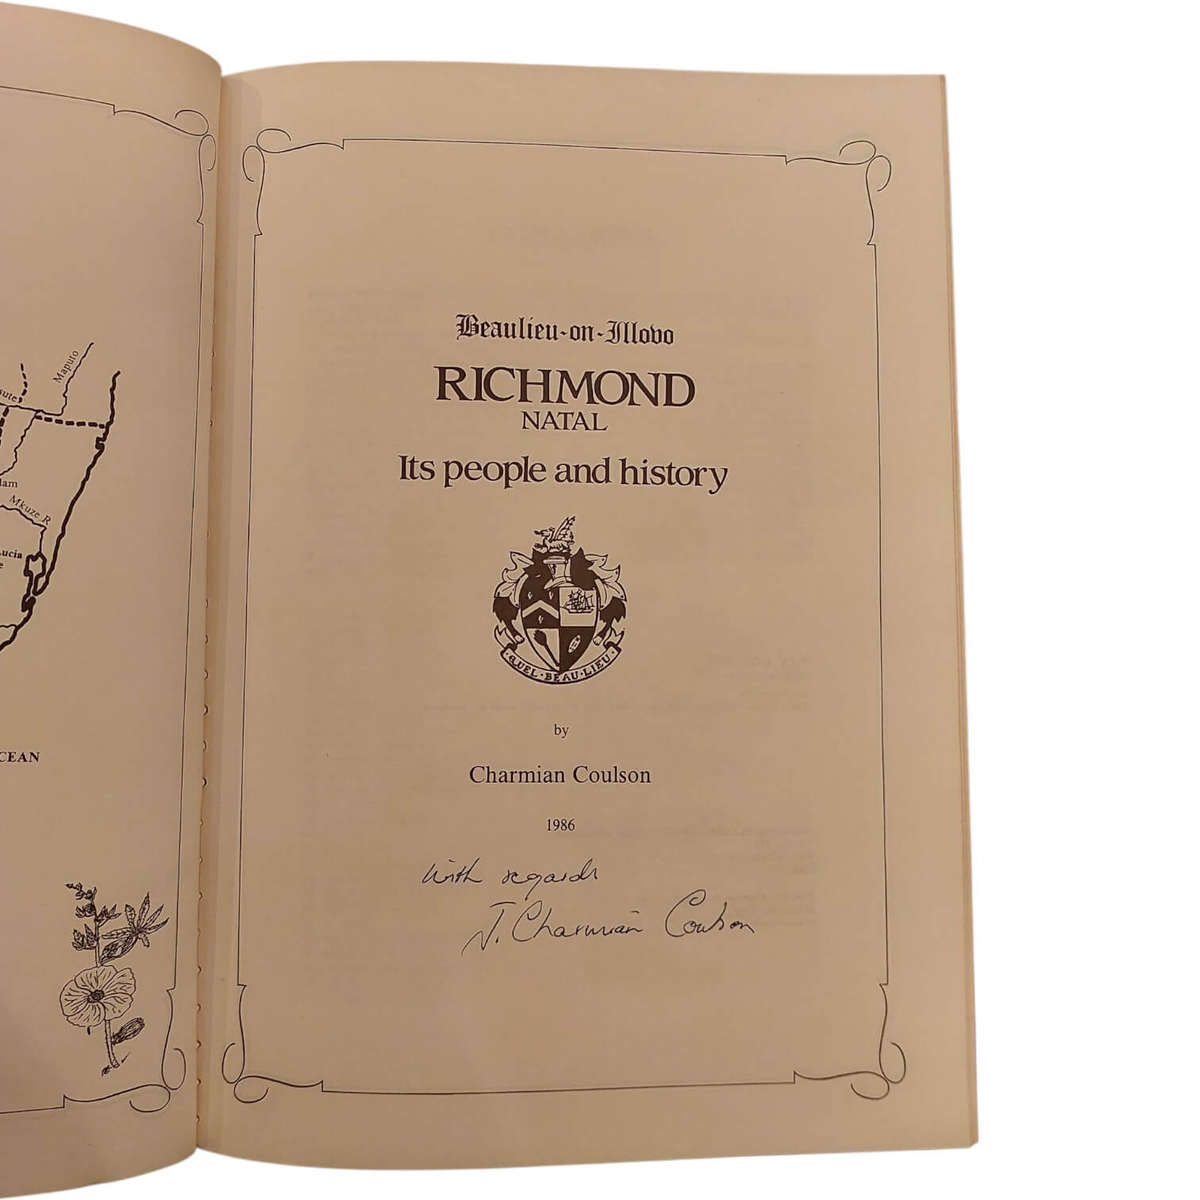 Maputo
Mkuze R
CEAN
Beaulieu-on-Illovo
RICHMOND
NATAL
Its people and history
QUEL·BEAU·LIEU
by
Charmian Coulson
1986
With regards
J. Charmian Coulson